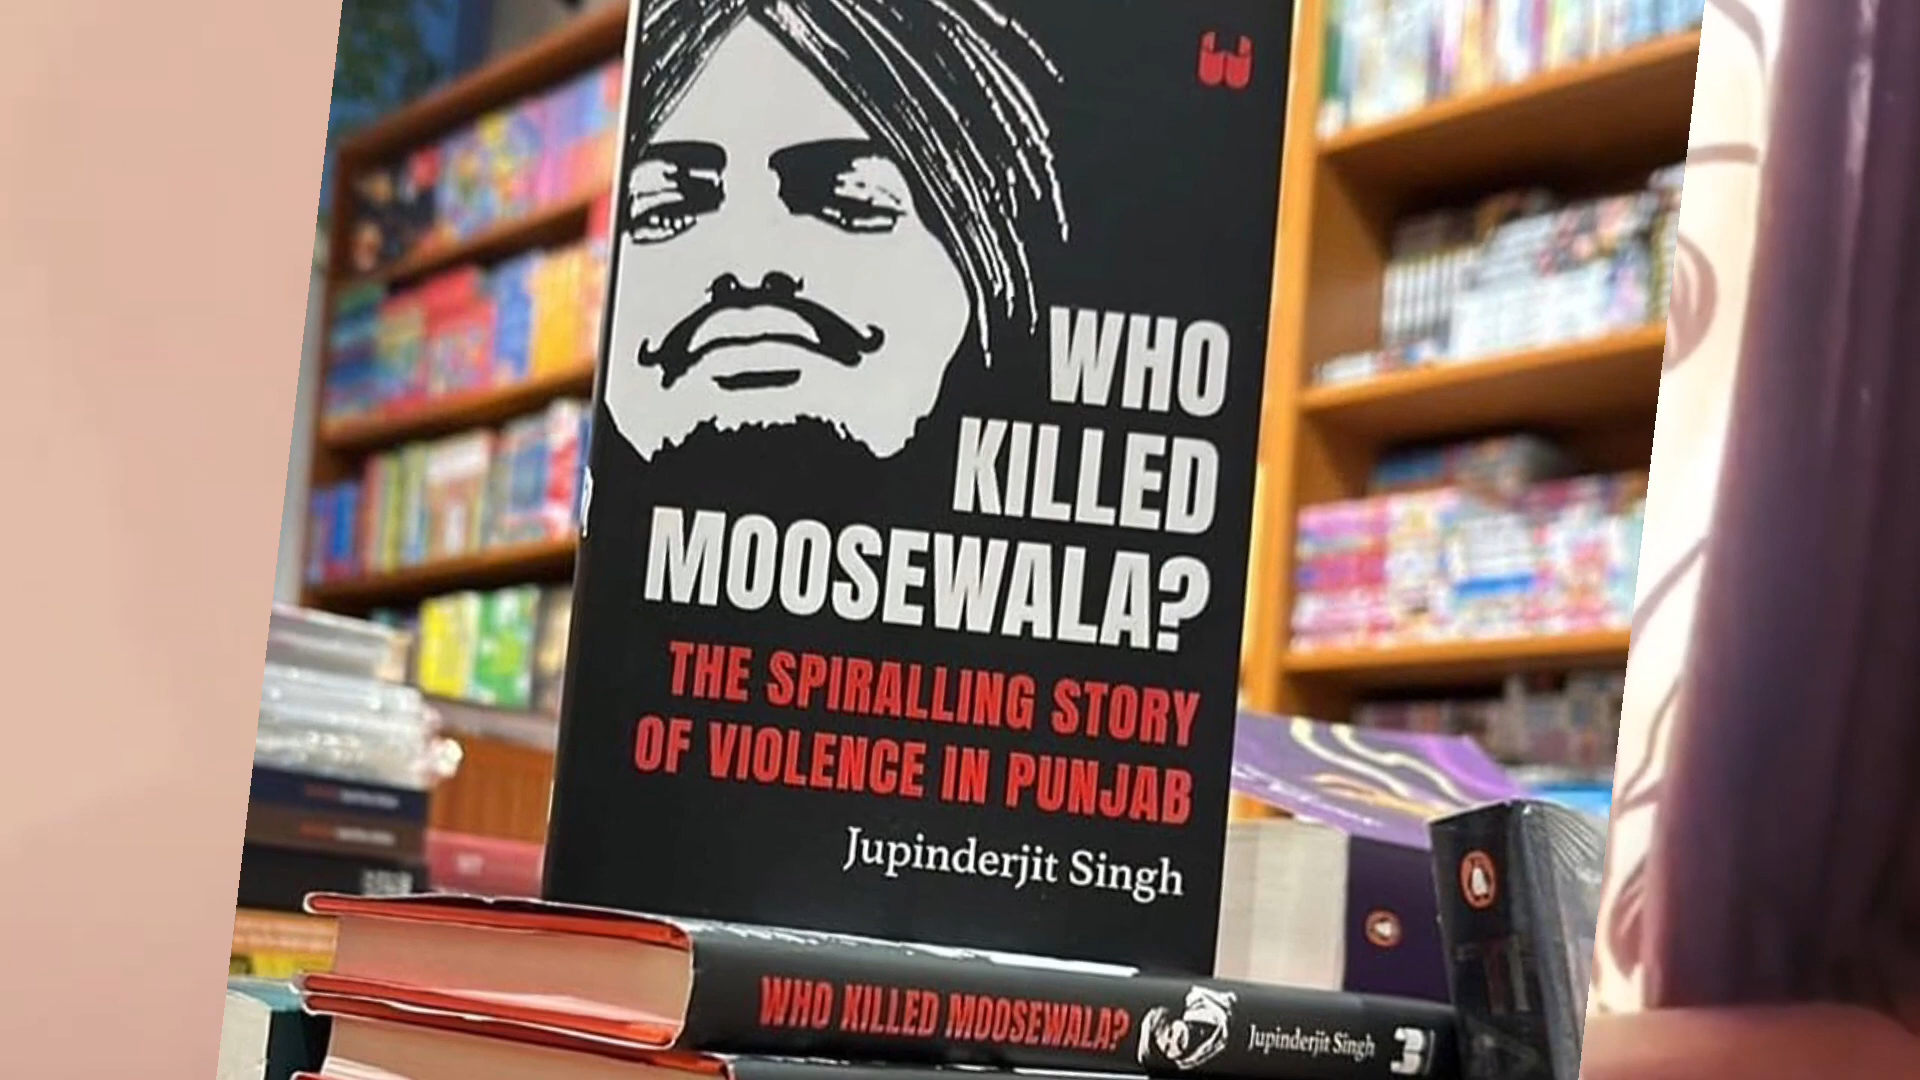 WHO
KILLED
MOOSEWALA?
THE SPIRALLING STORY
OF VIOLENCE IN PUNJAB
Jupinderjit Singh
WHO KILLED MOOSEWALA? Jupinderjit Singh